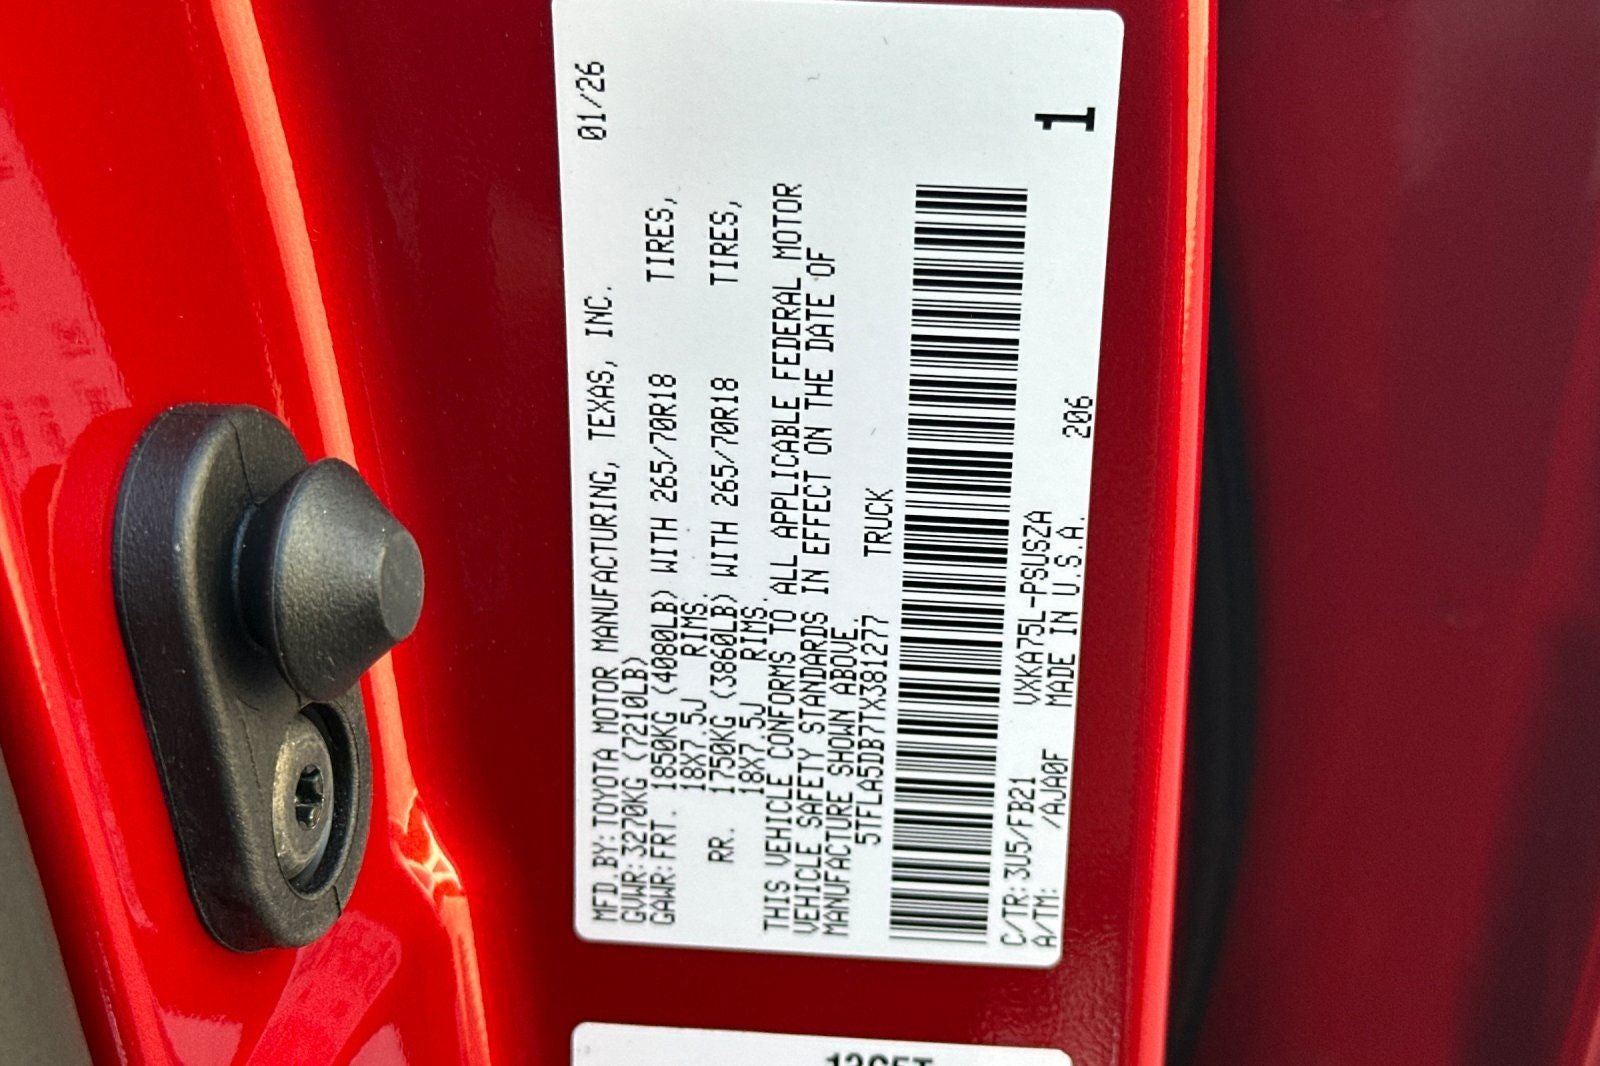 MFD.BY:TOYOTA MOTOR MANUFACTURING, TEXAS, INC. 01/26
GVWR:3270KG (7210LB)
GAWR:FRT. 1850KG (4080LB) WITH 265/70R18 TIRES,
18X7.5J RIMS.
RR. 1750KG (3860LB) WITH 265/70R18 TIRES,
18X7.5J RIMS.
THIS VEHICLE CONFORMS TO ALL APPLICABLE FEDERAL MOTOR
VEHICLE SAFETY STANDARDS IN EFFECT ON THE DATE OF
MANUFACTURE SHOWN ABOVE.
5TFLA5DB7TX381277 TRUCK
1
C/TR:3U5/FB21 VXKA75L-PSUSZA
A/TM: /AJA0F MADE IN U.S.A. 206